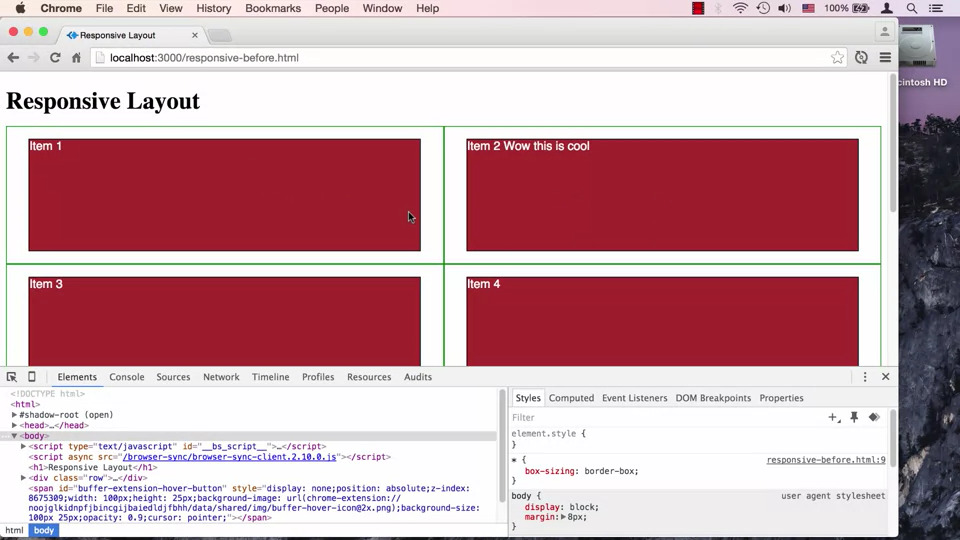 Chrome File Edit View History Bookmarks People Window Help 100%
Responsive Layout
localhost:3000/responsive-before.html
cintosh HD
Responsive Layout
Item 1
Item 2 Wow this is cool
Item 3
Item 4
Elements Console Sources Network Timeline Profiles Resources Audits
<!DOCTYPE html>
<html>
#shadow-root (open)
<head>…</head>
<body>
<script type="text/javascript" id="__bs_script__">…</script>
<script async src="/browser-sync/browser-sync-client.2.10.0.js"></script>
<h1>Responsive Layout</h1>
<div class="row">…</div>
<span id="buffer-extension-hover-button" style="display: none;position: absolute;z-index:
8675309;width: 100px;height: 25px;background-image: url(chrome-extension://
noojglkidnpfjbincgijbaiedldjfbhh/data/shared/img/buffer-hover-icon@2x.png);background-size:
100px 25px;opacity: 0.9;cursor: pointer;"></span>
html body
Styles Computed Event Listeners DOM Breakpoints Properties
Filter
element.style {
}
* { responsive-before.html:9
box-sizing: border-box;
}
body { user agent stylesheet
display: block;
margin: 8px;
}